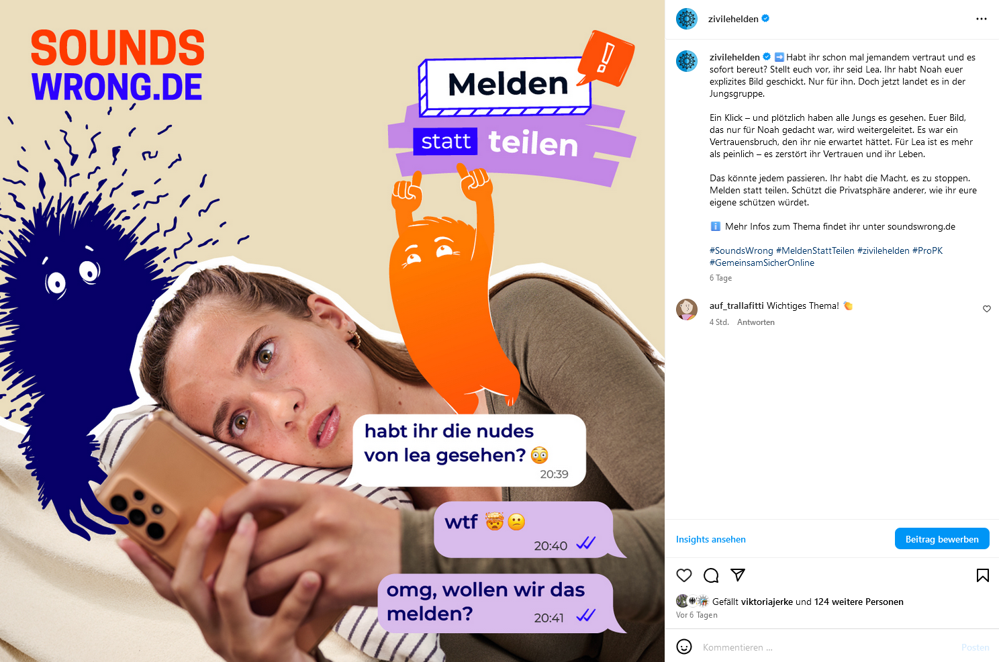 SOUNDS
WRONG.DE
Melden
statt teilen
habt ihr die nudes
von lea gesehen? 😳
20:39
wtf 🤯😕
20:40
omg, wollen wir das
melden?
20:41
zivilehelden
zivilehelden ➡️Habt ihr schon mal jemandem vertraut und es
sofort bereut? Stellt euch vor, ihr seid Lea. Ihr habt Noah euer
explizites Bild geschickt. Nur für ihn. Doch jetzt landet es in der
Jungsgruppe.
Ein Klick – und plötzlich haben alle Jungs es gesehen. Euer Bild,
das nur für Noah gedacht war, wird weitergeleitet. Es war ein
Vertrauensbruch, den ihr nie erwartet hättet. Für Lea ist es mehr
als peinlich – es zerstört ihr Vertrauen und ihr Leben.
Das könnte jedem passieren. Ihr habt die Macht, es zu stoppen.
Melden statt teilen. Schützt die Privatsphäre anderer, wie ihr eure
eigene schützen würdet.
ℹ️ Mehr Infos zum Thema findet ihr unter soundswrong.de
#SoundsWrong #MeldenStattTeilen #zivilehelden #ProPK
#GemeinsamSicherOnline
6 Tage
auf_trallafitti Wichtiges Thema! 👏
4 Std. Antworten
Insights ansehen
Beitrag bewerben
Gefällt viktoriajerke und 124 weitere Personen
Vor 6 Tagen
Kommentieren ...
Posten